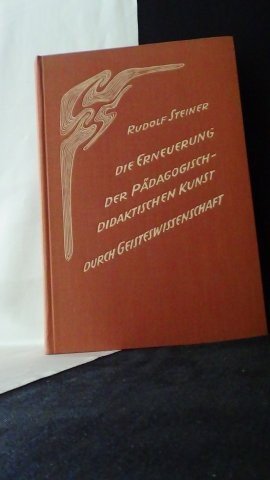 RUDOLF STEINER
DIE ERNEUERUNG
DER PÄDAGOGISCH-
DIDAKTISCHEN KUNST
DURCH GEISTESWISSENSCHAFT